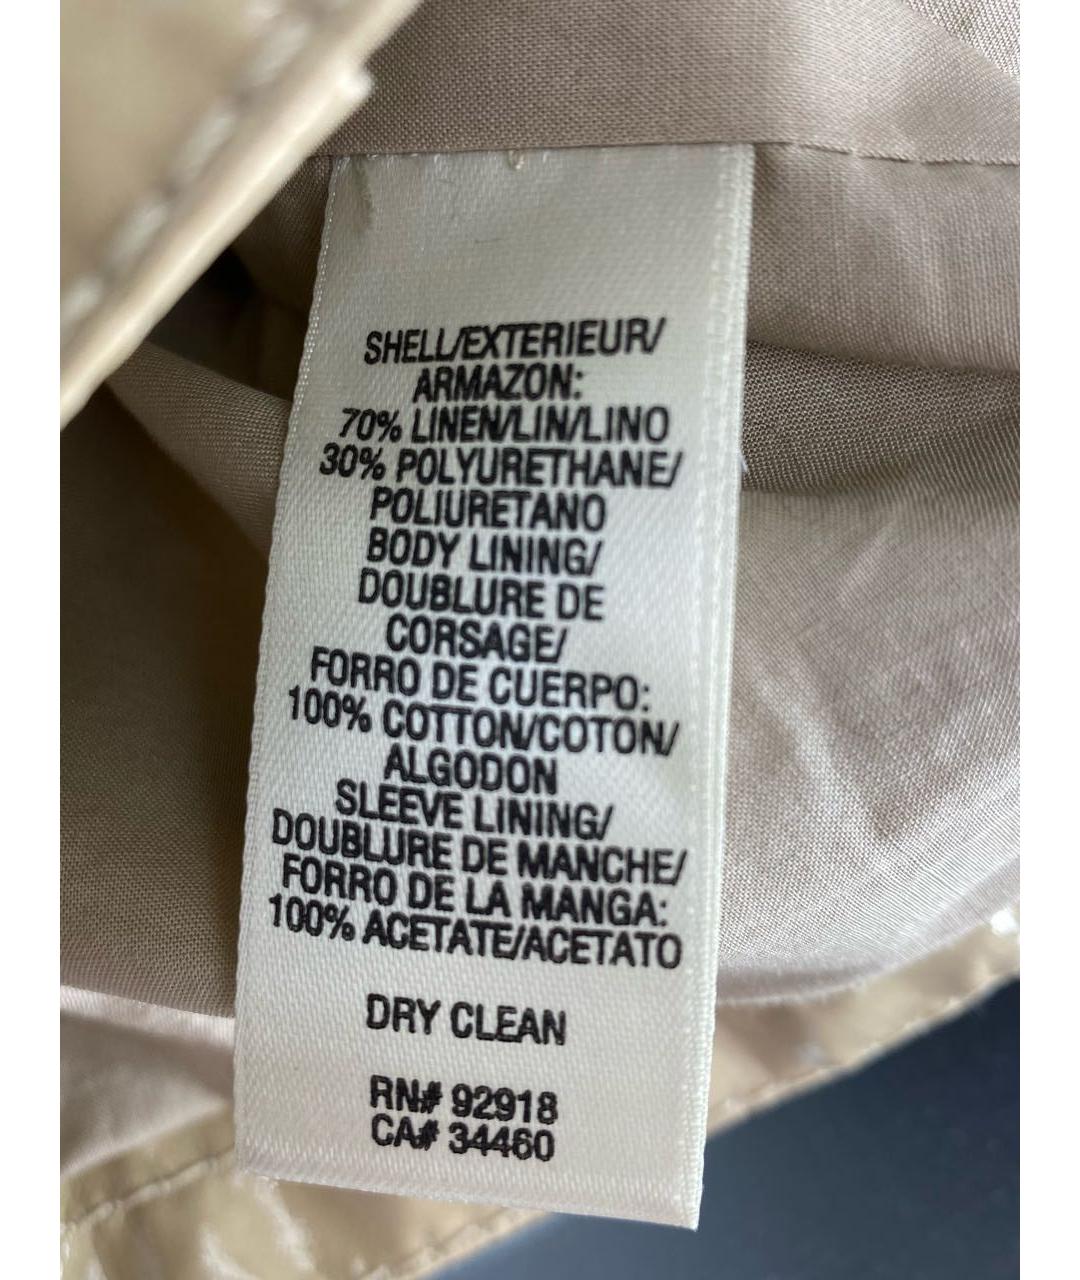 SHELL/EXTERIEUR/
ARMAZON:
70% LINEN/LIN/LINO
30% POLYURETHANE/
POLIURETANO
BODY LINING/
DOUBLURE DE
CORSAGE/
FORRO DE CUERPO:
100% COTTON/COTON/
ALGODON
SLEEVE LINING/
DOUBLURE DE MANCHE/
FORRO DE LA MANGA:
100% ACETATE/ACETATO
DRY CLEAN
RN# 92918
CA# 34460